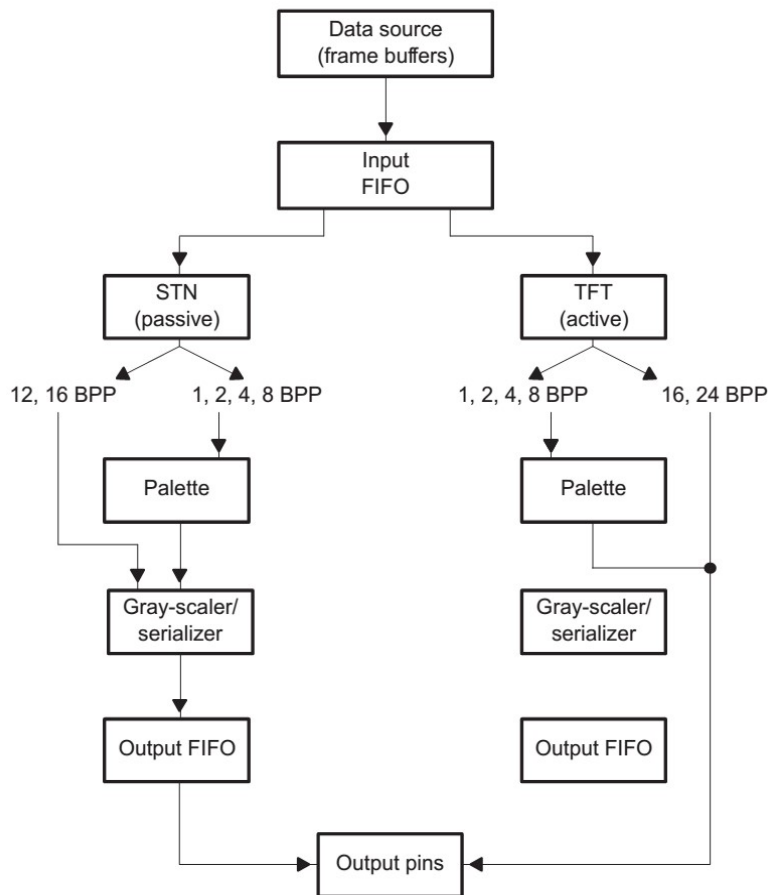 Data source
(frame buffers)
Input
FIFO
STN
(passive)
TFT
(active)
12, 16 BPP
1, 2, 4, 8 BPP
1, 2, 4, 8 BPP
16, 24 BPP
Palette
Palette
Gray-scaler/
serializer
Gray-scaler/
serializer
Output FIFO
Output FIFO
Output pins